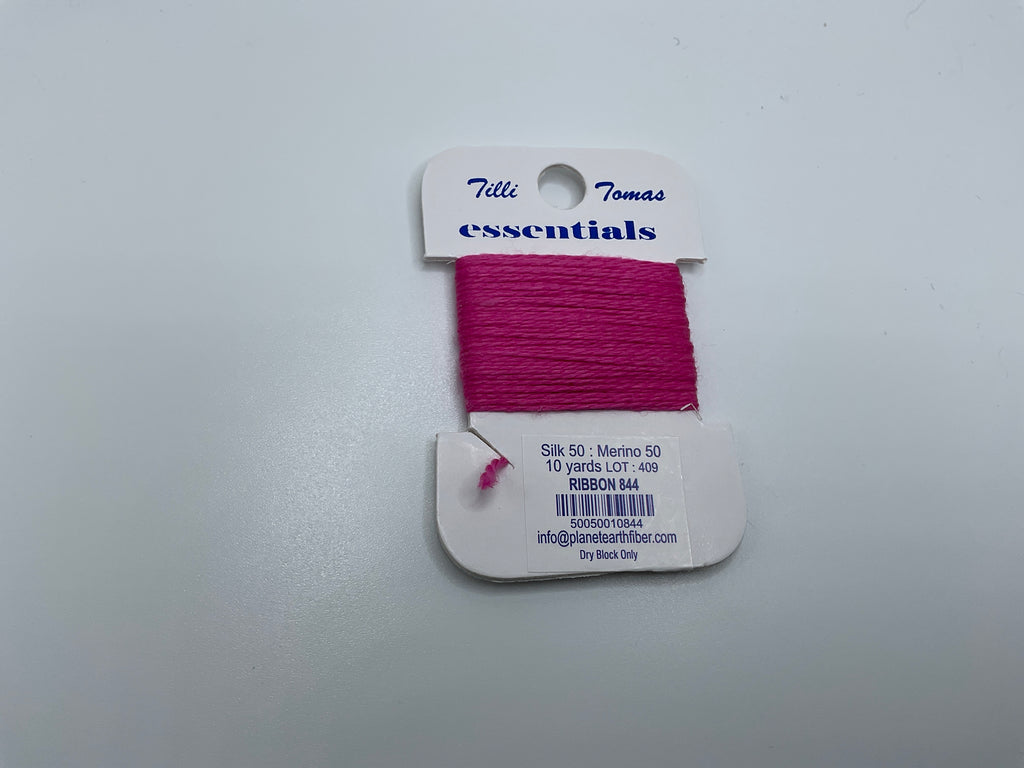 Tilli Tomas
essentials
Silk 50 : Merino 50
10 yards LOT : 409
RIBBON 844
50050010844
info@planetearthfiber.com
Dry Block Only